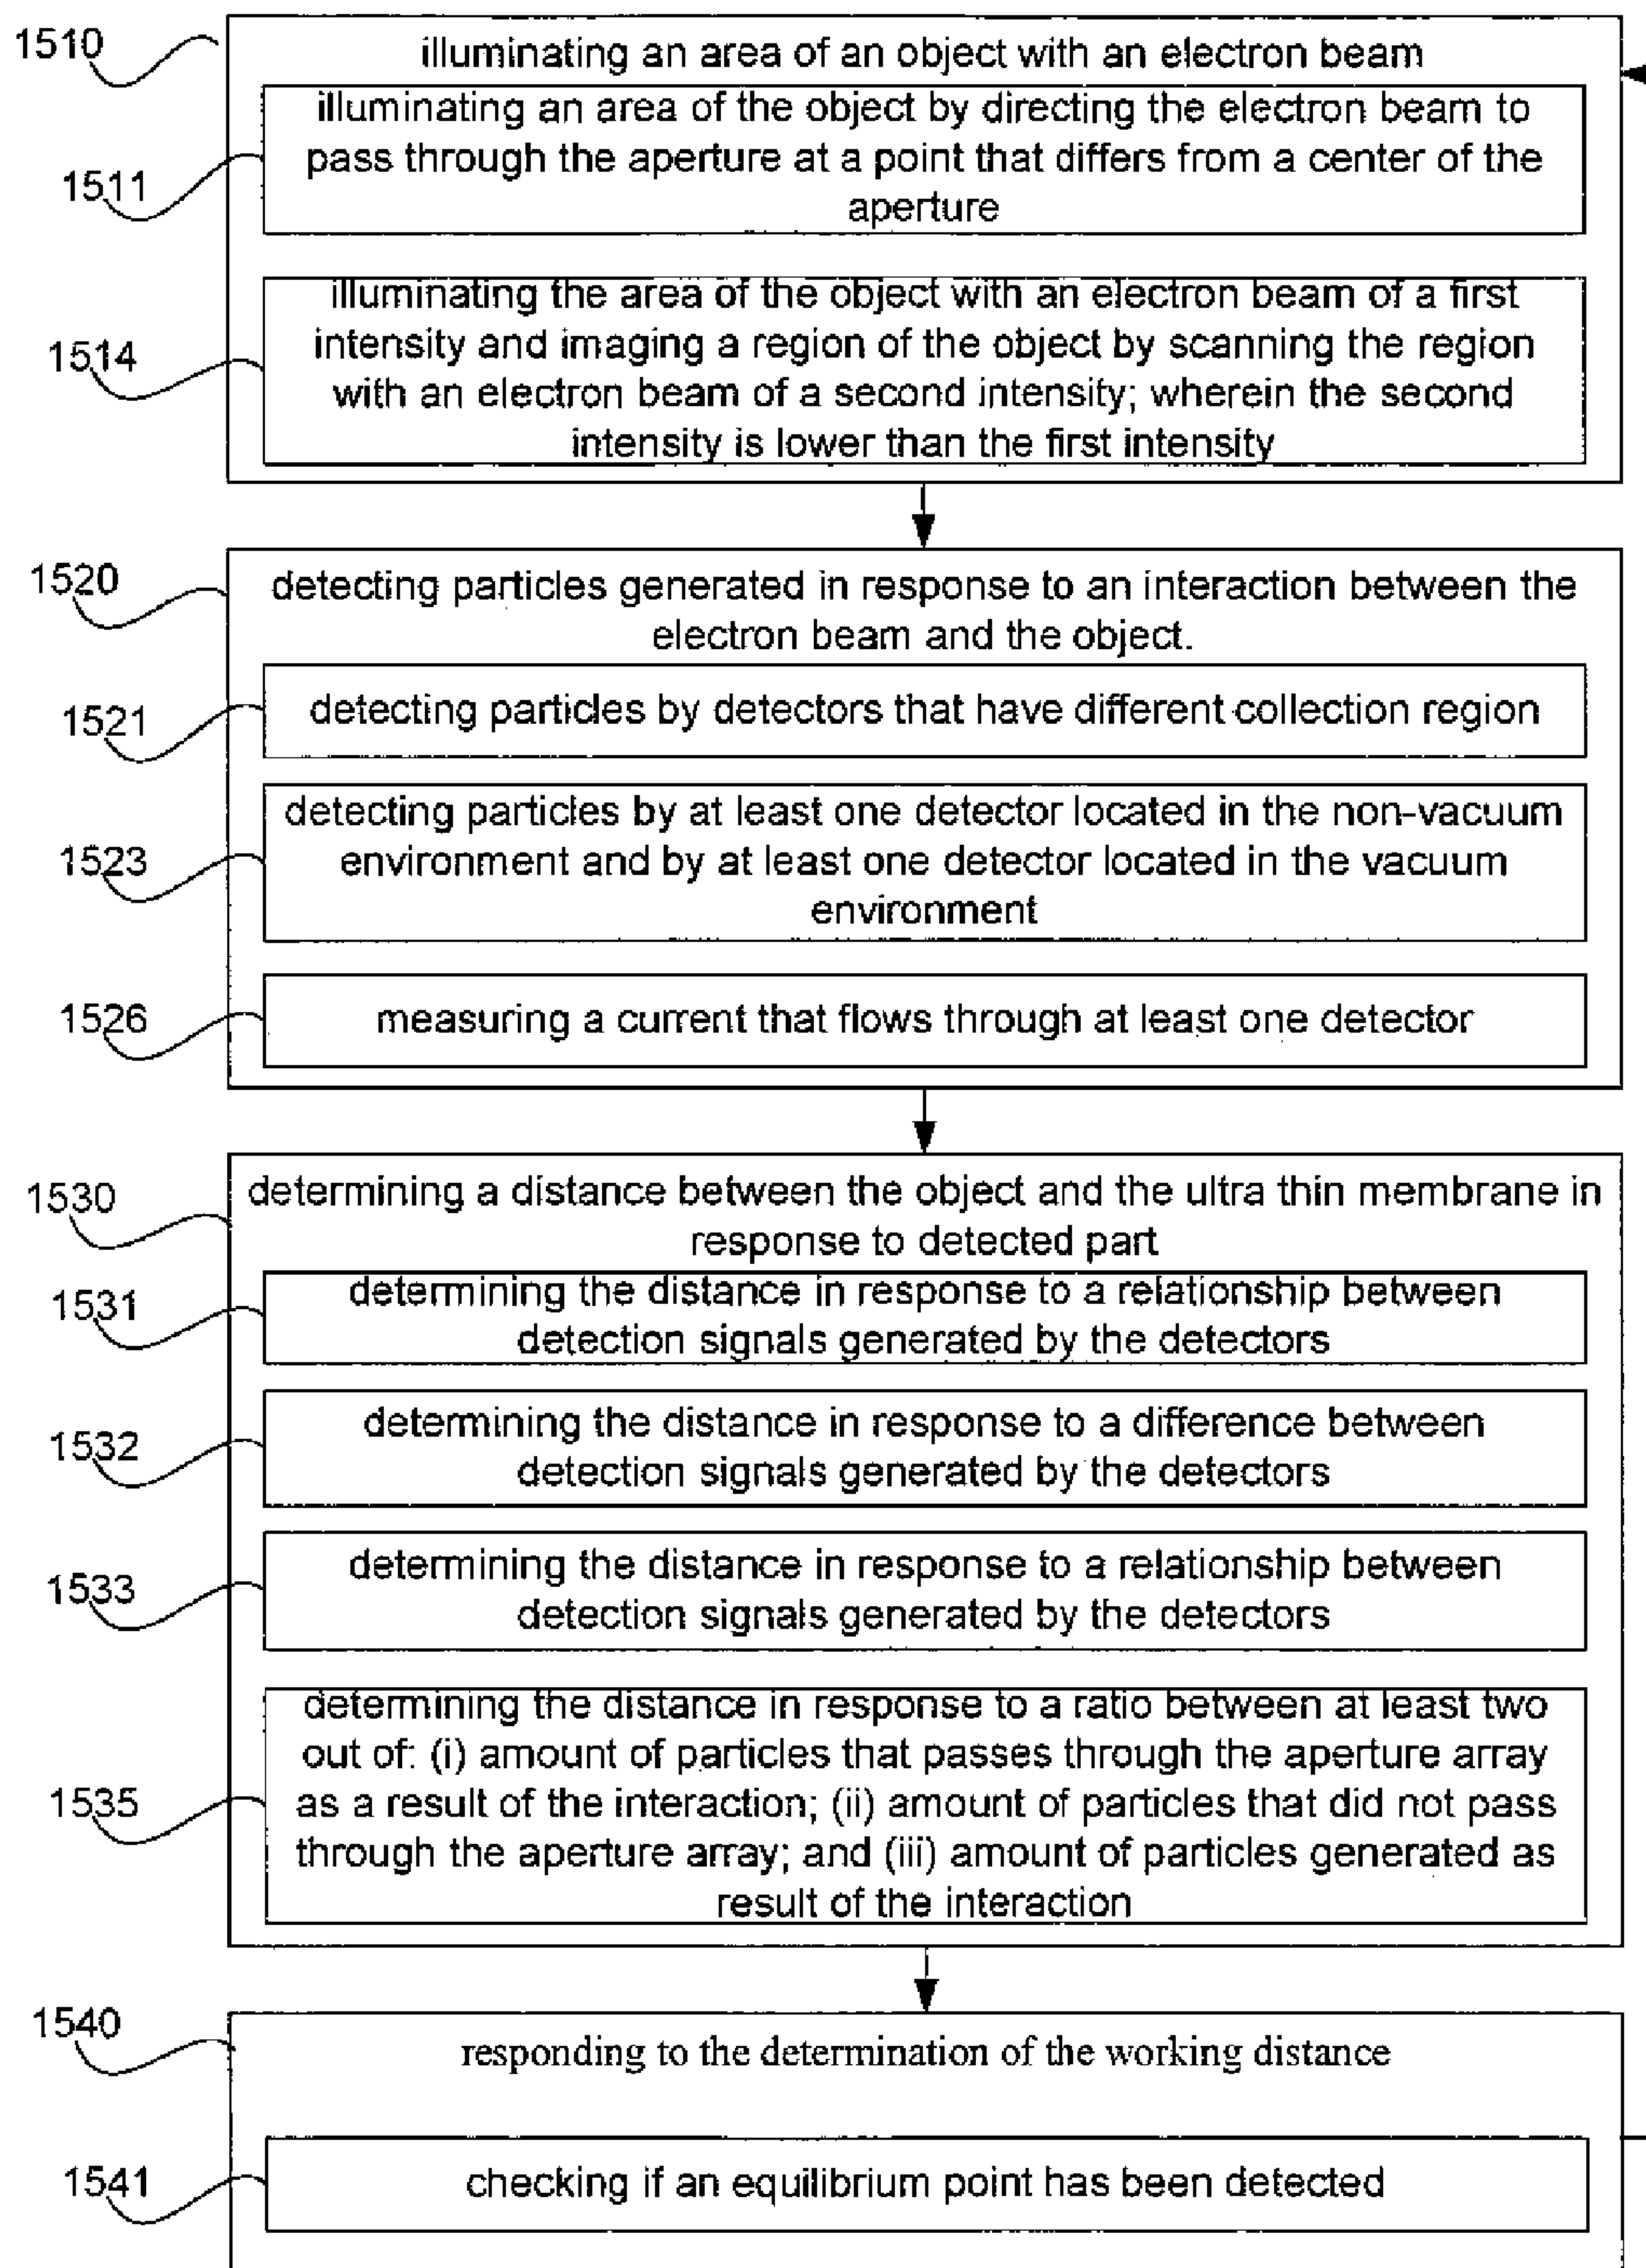 1510
illuminating an area of an object with an electron beam
illuminating an area of the object by directing the electron beam to
pass through the aperture at a point that differs from a center of the
aperture
1511
illuminating the area of the object with an electron beam of a first
intensity and imaging a region of the object by scanning the region
with an electron beam of a second intensity; wherein the second
intensity is lower than the first intensity
1514
1520
detecting particles generated in response to an interaction between the
electron beam and the object.
1521
detecting particles by detectors that have different collection region
detecting particles by at least one detector located in the non-vacuum
environment and by at least one detector located in the vacuum
environment
1523
1526
measuring a current that flows through at least one detector
1530
determining a distance between the object and the ultra thin membrane in
response to detected part
1531
determining the distance in response to a relationship between
detection signals generated by the detectors
1532
determining the distance in response to a difference between
detection signals generated by the detectors
1533
determining the distance in response to a relationship between
detection signals generated by the detectors
determining the distance in response to a ratio between at least two
out of: (i) amount of particles that passes through the aperture array
as a result of the interaction; (ii) amount of particles that did not pass
through the aperture array; and (iii) amount of particles generated as
result of the interaction
1535
1540
responding to the determination of the working distance
1541
checking if an equilibrium point has been detected